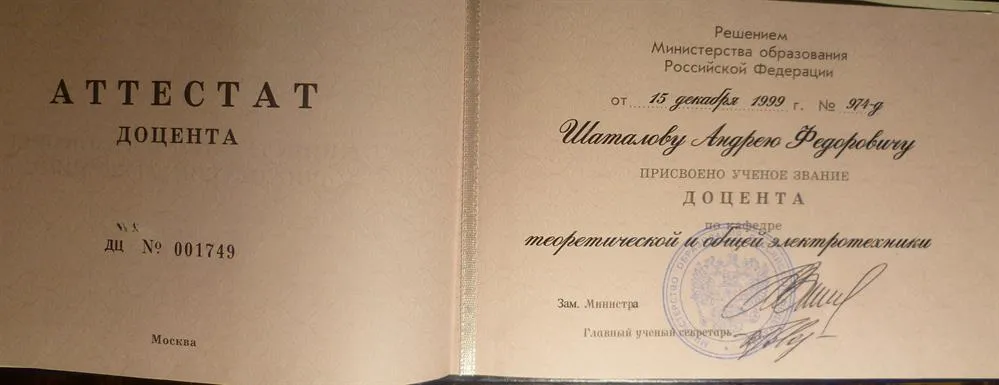 АТТЕСТАТ
ДОЦЕНТА
ДЦ № 001749
Москва
Решением
Министерства образования
Российской Федерации
от 15 декабря 1999 г. № 974-д
Шаталову Андрею Федоровичу
ПРИСВОЕНО УЧЕНОЕ ЗВАНИЕ
ДОЦЕНТА
по кафедре
теоретической и общей электротехники
Зам. Министра
Главный ученый секретарь